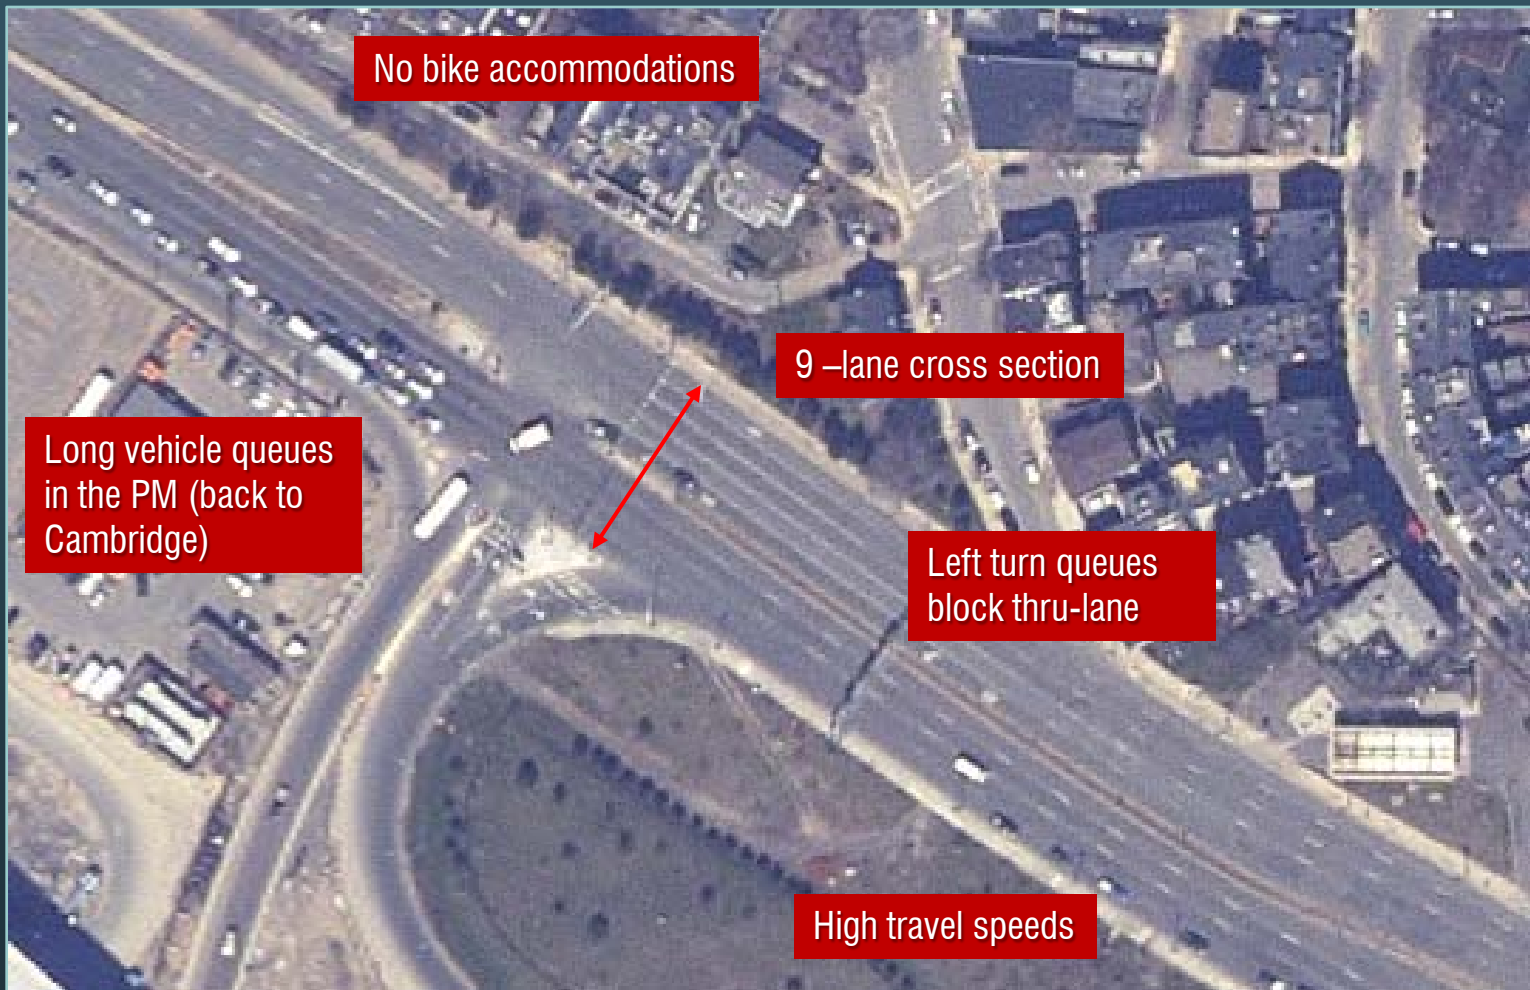 No bike accommodations
9 –lane cross section
Long vehicle queues
in the PM (back to
Cambridge)
Left turn queues
block thru-lane
High travel speeds